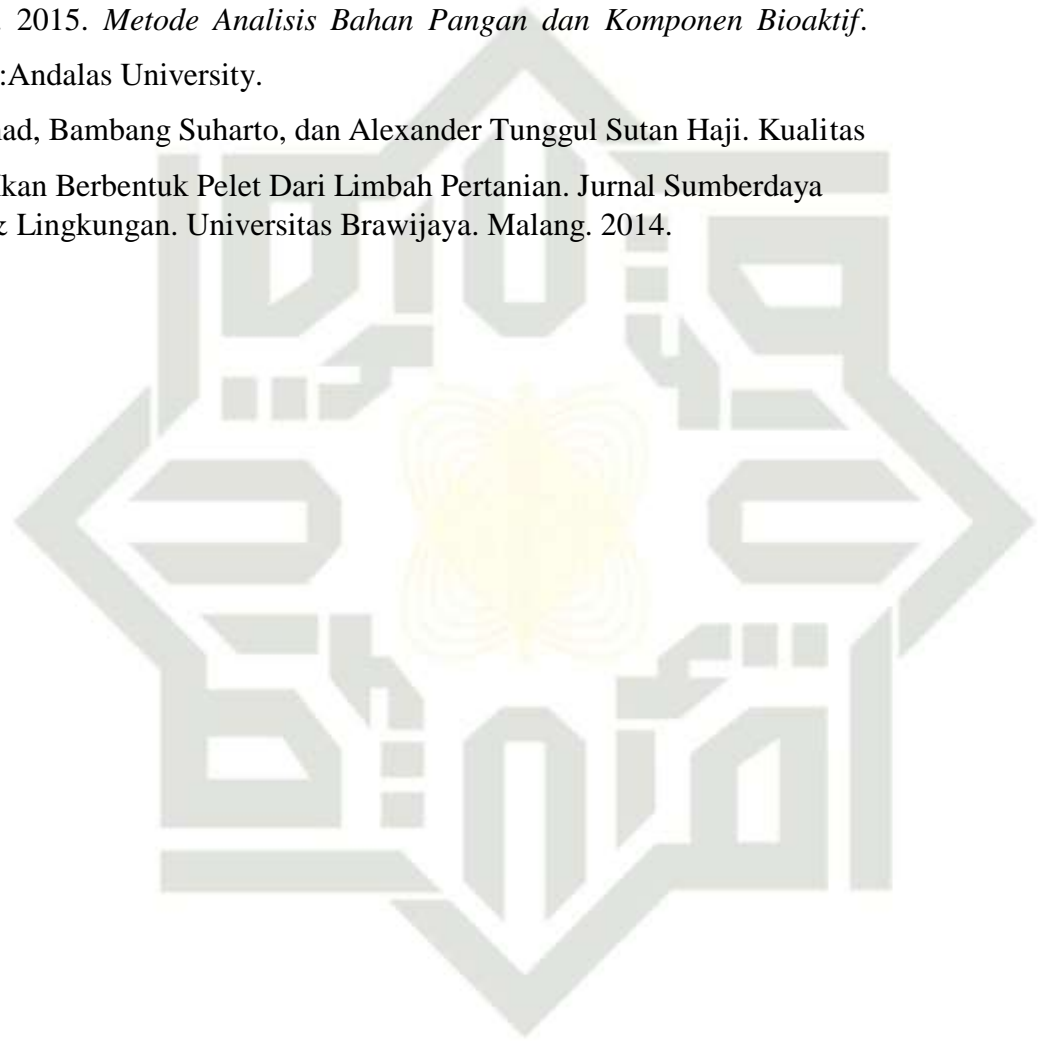 2015. Metode Analisis Bahan Pangan dan Komponen Bioaktif.
:Andalas University.
ad, Bambang Suharto, dan Alexander Tunggul Sutan Haji. Kualitas
kan Berbentuk Pelet Dari Limbah Pertanian. Jurnal Sumberdaya
Lingkungan. Universitas Brawijaya. Malang. 2014.